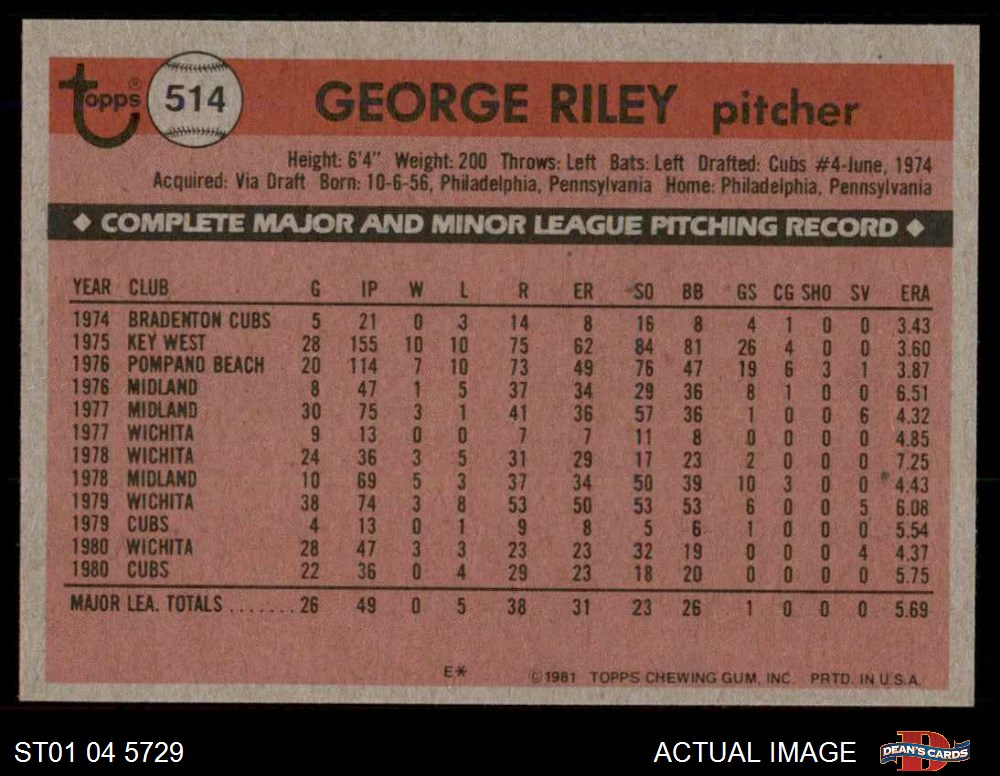 Topps® 514 GEORGE RILEY pitcher
Height: 6'4" Weight: 200 Throws: Left Bats: Left Drafted: Cubs #4-June, 1974
Acquired: Via Draft Born: 10-6-56, Philadelphia, Pennsylvania Home: Philadelphia, Pennsylvania
◆ COMPLETE MAJOR AND MINOR LEAGUE PITCHING RECORD ◆
YEAR CLUB G IP W L R ER SO BB GS CG SHO SV ERA
1974 BRADENTON CUBS 5 21 0 3 14 8 16 8 4 1 0 0 3.43
1975 KEY WEST 28 155 10 10 75 62 84 81 26 4 0 0 3.60
1976 POMPANO BEACH 20 114 7 10 73 49 76 47 19 6 3 1 3.87
1976 MIDLAND 8 47 1 5 37 34 29 36 8 1 0 0 6.51
1977 MIDLAND 30 75 3 1 41 36 57 36 1 0 0 6 4.32
1977 WICHITA 9 13 0 0 7 7 11 8 0 0 0 0 4.85
1978 WICHITA 24 36 3 5 31 29 17 23 2 0 0 0 7.25
1978 MIDLAND 10 69 5 3 37 34 50 39 10 3 0 0 4.43
1979 WICHITA 38 74 3 8 53 50 53 53 6 0 0 5 6.08
1979 CUBS 4 13 0 1 9 8 5 6 1 0 0 0 5.54
1980 WICHITA 28 47 3 3 23 23 32 19 0 0 0 4 4.37
1980 CUBS 22 36 0 4 29 23 18 20 0 0 0 0 5.75
MAJOR LEA. TOTALS.......26 49 0 5 38 31 23 26 1 0 0 0 5.69
E* ©1981 TOPPS CHEWING GUM, INC. PRTD. IN U.S.A.
ST01 04 5729 ACTUAL IMAGE D DEAN'S CARDS